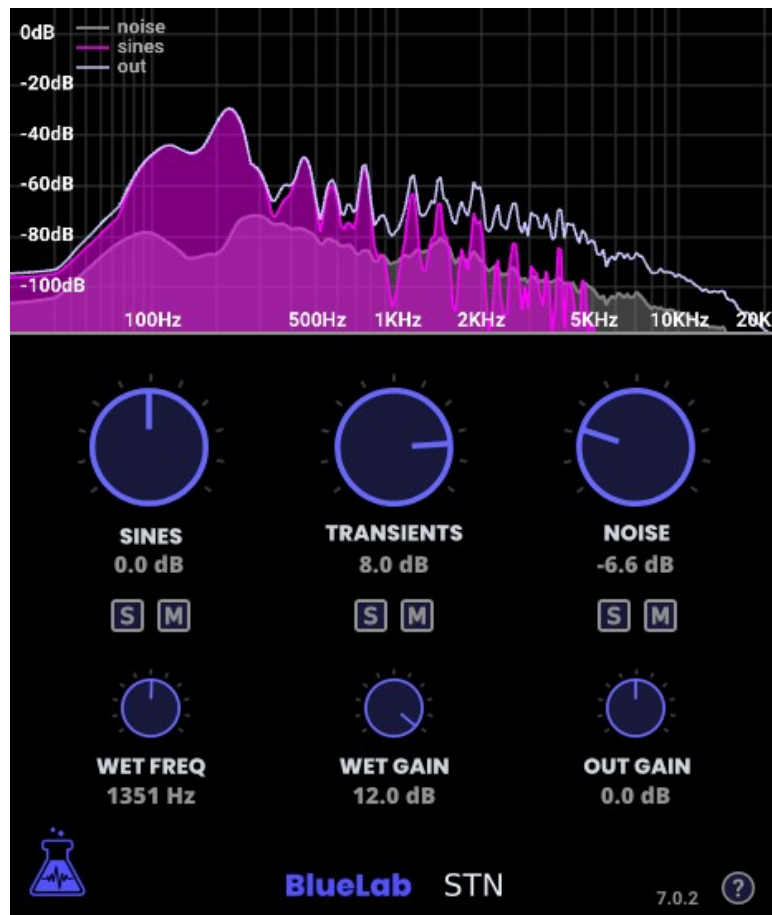 0dB
noise
sines
out
-20dB
-40dB
-60dB
-80dB
-100dB
100Hz 500Hz 1KHz 2KHz 5KHz 10KHz 20K
SINES TRANSIENTS NOISE
0.0 dB 8.0 dB -6.6 dB
S M S M S M
WET FREQ WET GAIN OUT GAIN
1351 Hz 12.0 dB 0.0 dB
BlueLab STN
7.0.2 ?